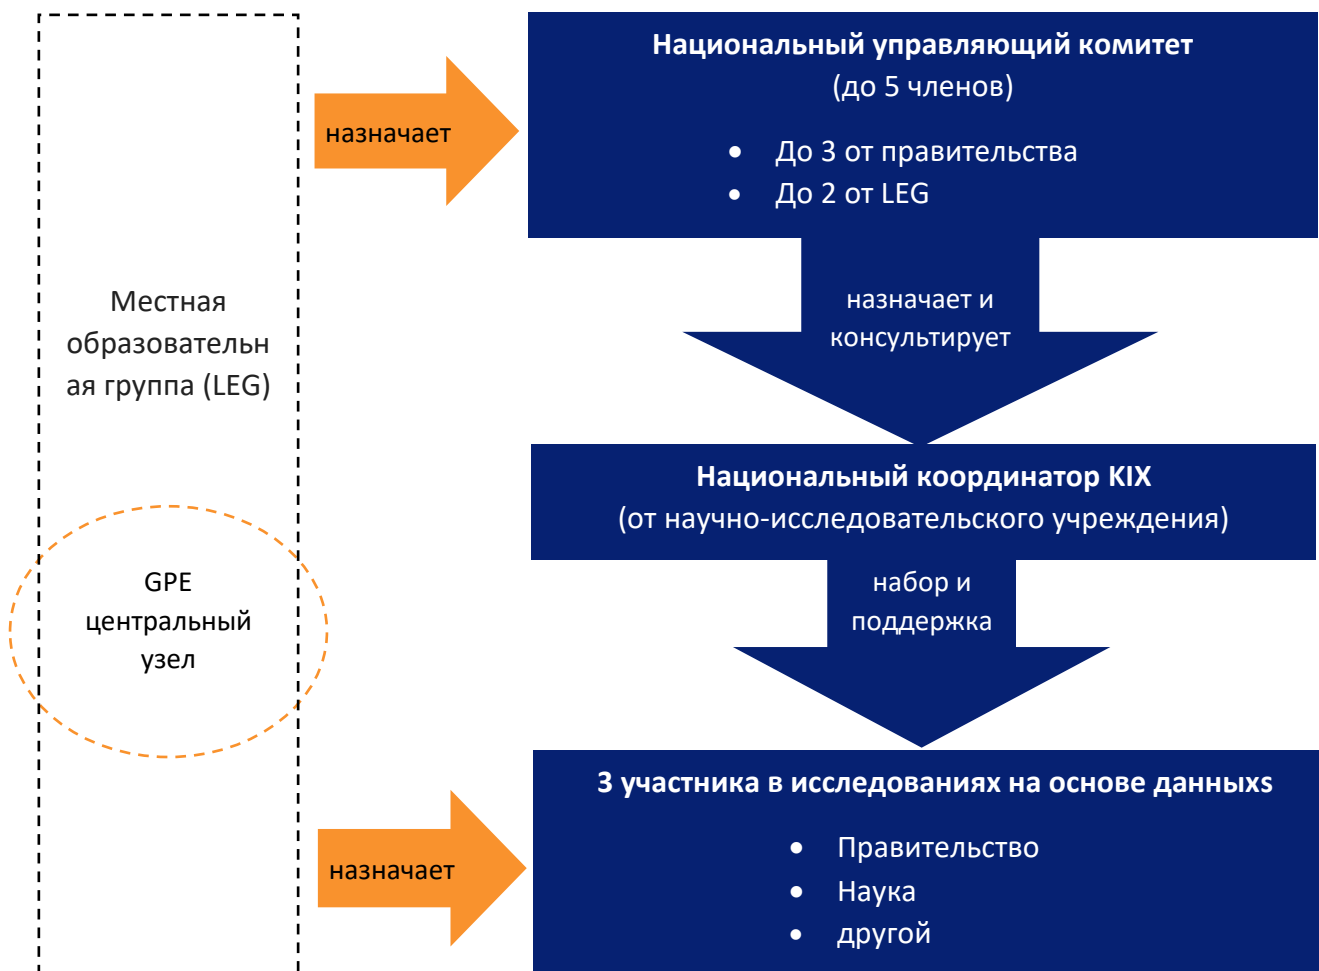 Национальный управляющий комитет
(до 5 членов)
• До 3 от правительства
• До 2 от LEG
назначает
назначает и
консультирует
Местная
образовательн
ая группа (LEG)
Национальный координатор KIX
(от научно-исследовательского учреждения)
набор и
поддержка
GPE
центральный
узел
3 участника в исследованиях на основе данныхs
• Правительство
• Наука
• другой
назначает